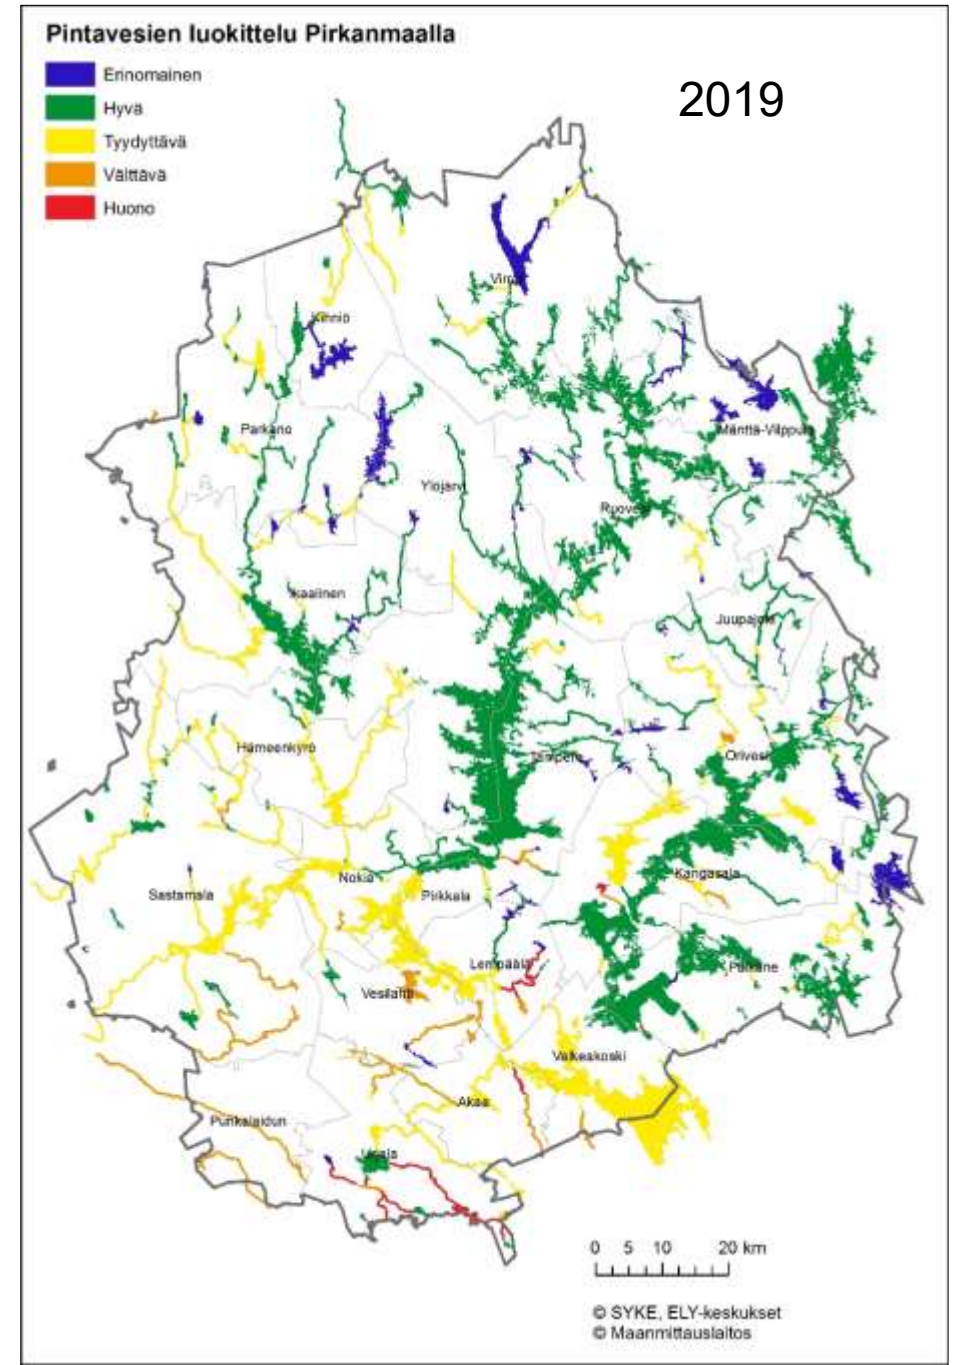 Pintavesien luokittelu Pirkanmaalla
2019
Erinomainen
Hyvä
Tyydyttävä
Välttävä
Huono
Kihniö
Parkano
Mänttä-Vilppula
Ylöjärvi
Ikaalinen
Juupajoki
Hämeenkyrö
Tampere
Orivesi
Nokia
Pirkkala
Kangasala
Sastamala
Lempäälä
Pälkäne
Vesilahti
Valkeakoski
Akaa
Punkalaidun
Urjala
0 5 10 20 km
© SYKE, ELY-keskukset
© Maanmittauslaitos